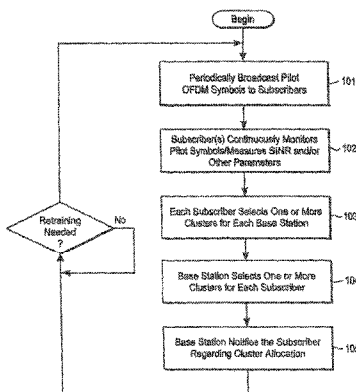 Begin
Periodically Broadcast Pilot
OFDM Symbols to Subscribers
101
Subscriber(s) Continuously Monitors
Pilot Symbols/Measures SINR and/or
Other Parameters
102
Each Subscriber Selects One or More
Clusters for Each Base Station
103
Base Station Selects One or More
Clusters for Each Subscriber
104
Base Station Notifies the Subscriber
Regarding Cluster Allocation
105
Retraining
Needed
?
No